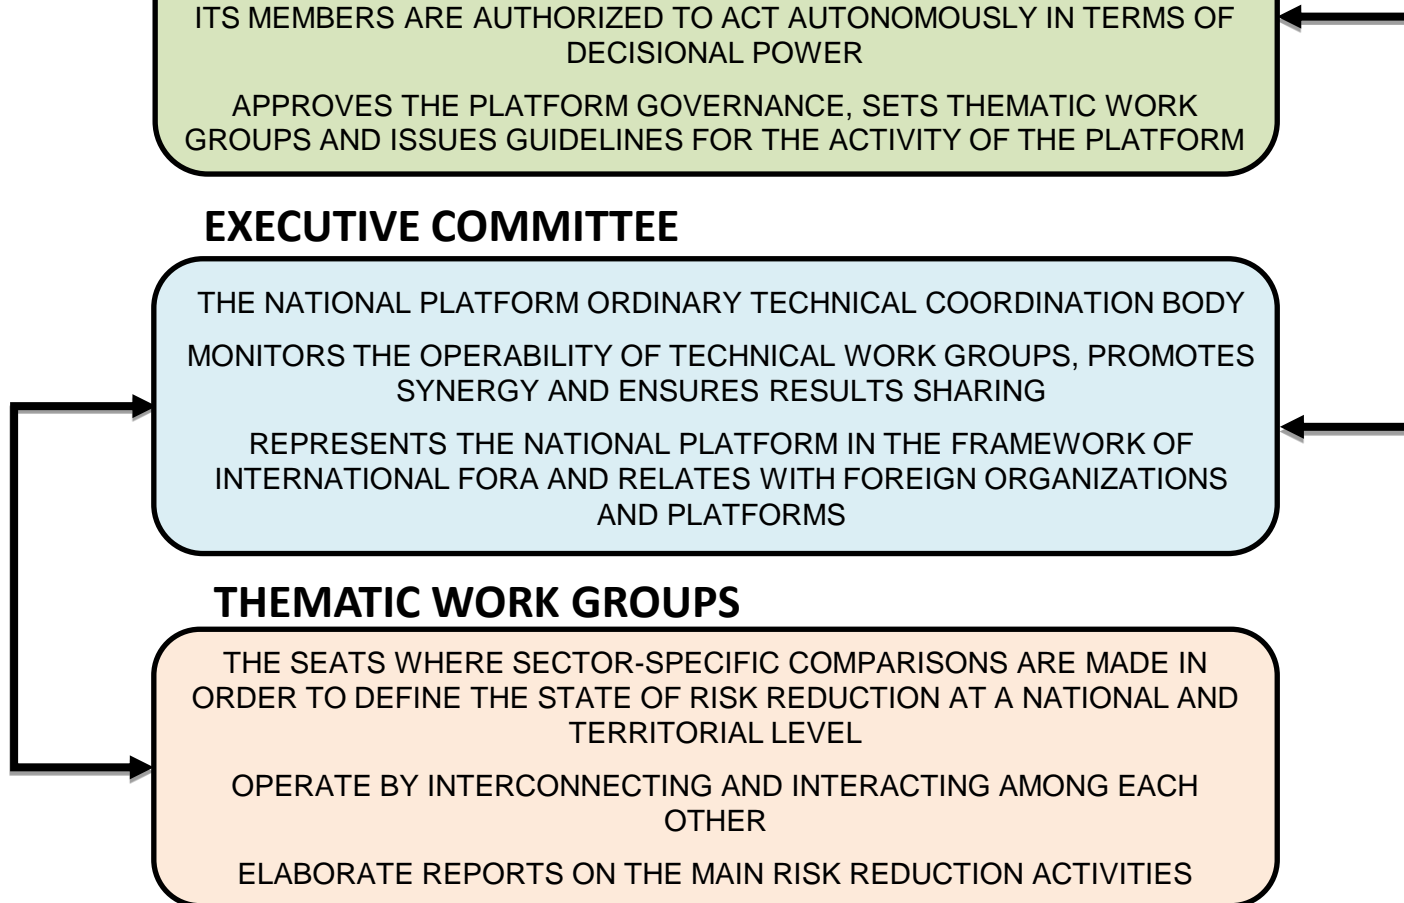 ITS MEMBERS ARE AUTHORIZED TO ACT AUTONOMOUSLY IN TERMS OF
DECISIONAL POWER
APPROVES THE PLATFORM GOVERNANCE, SETS THEMATIC WORK
GROUPS AND ISSUES GUIDELINES FOR THE ACTIVITY OF THE PLATFORM
EXECUTIVE COMMITTEE
THE NATIONAL PLATFORM ORDINARY TECHNICAL COORDINATION BODY
MONITORS THE OPERABILITY OF TECHNICAL WORK GROUPS, PROMOTES
SYNERGY AND ENSURES RESULTS SHARING
REPRESENTS THE NATIONAL PLATFORM IN THE FRAMEWORK OF
INTERNATIONAL FORA AND RELATES WITH FOREIGN ORGANIZATIONS
AND PLATFORMS
THEMATIC WORK GROUPS
THE SEATS WHERE SECTOR-SPECIFIC COMPARISONS ARE MADE IN
ORDER TO DEFINE THE STATE OF RISK REDUCTION AT A NATIONAL AND
TERRITORIAL LEVEL
OPERATE BY INTERCONNECTING AND INTERACTING AMONG EACH
OTHER
ELABORATE REPORTS ON THE MAIN RISK REDUCTION ACTIVITIES